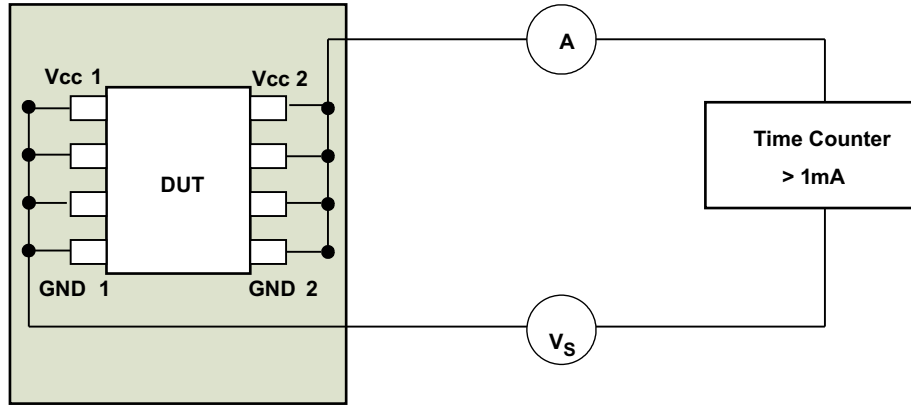 A
Vcc 1
Vcc 2
Time Counter
> 1mA
DUT
GND 1
GND 2
VS